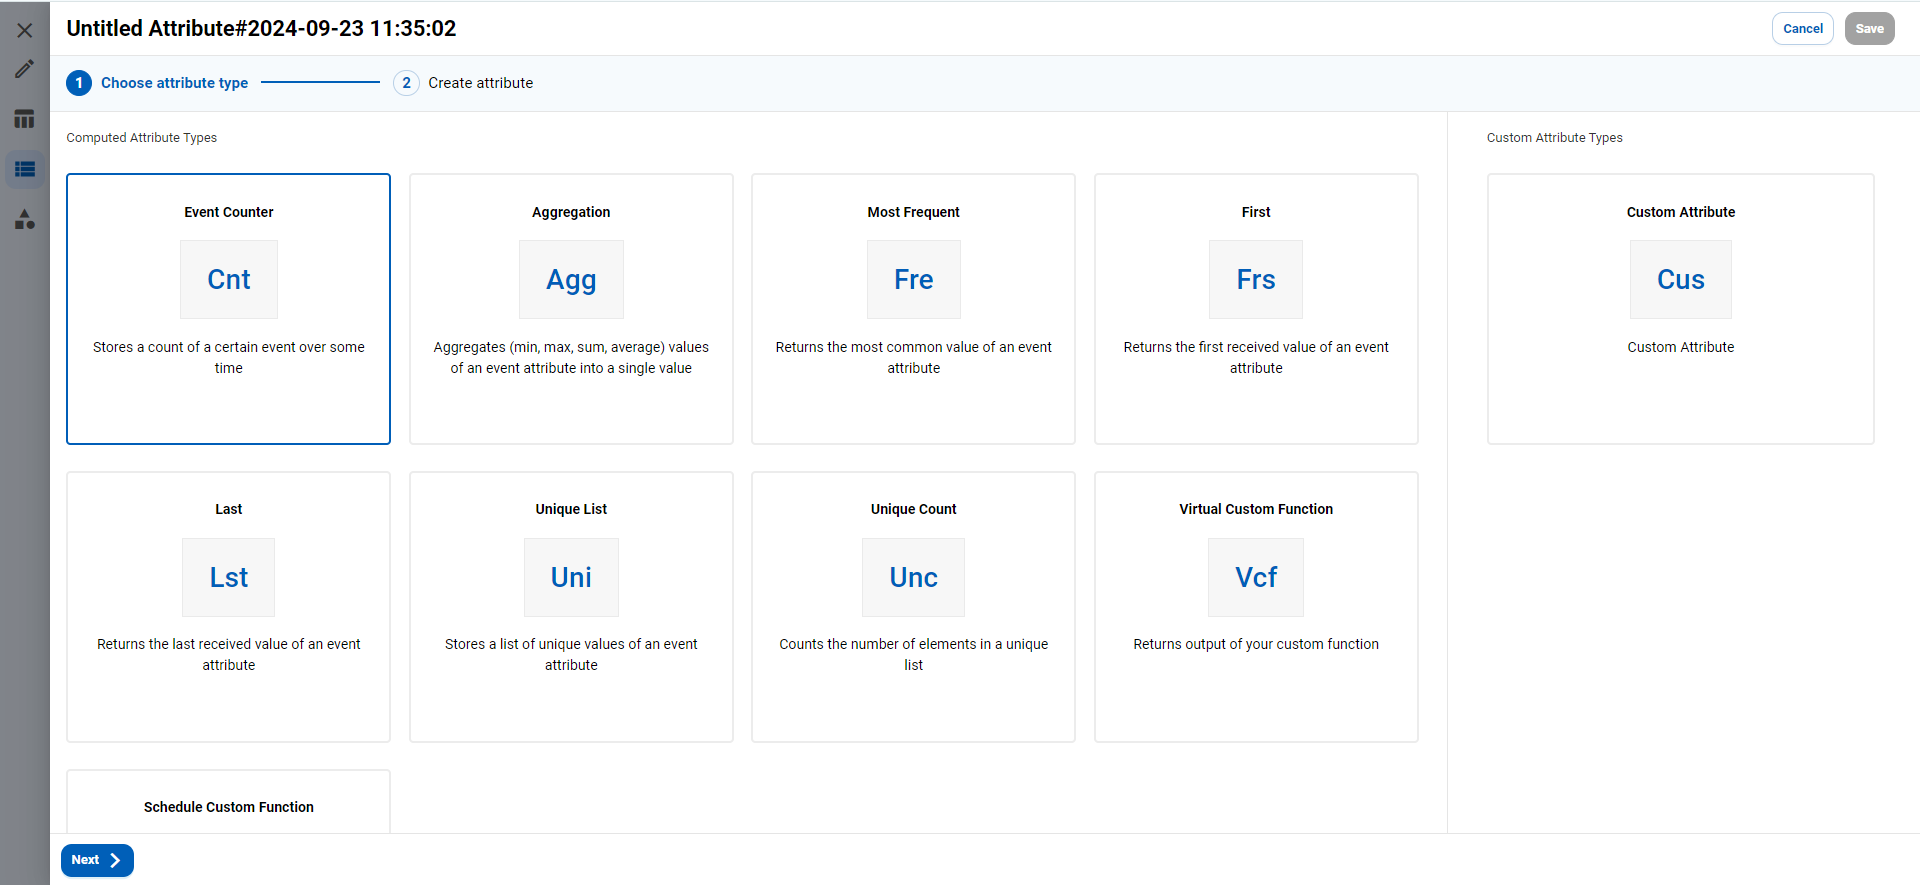 Untitled Attribute#2024-09-23 11:35:02
Cancel
Save
1 Choose attribute type
2 Create attribute
Computed Attribute Types
Event Counter
Cnt
Stores a count of a certain event over some
time
Aggregation
Agg
Aggregates (min, max, sum, average) values
of an event attribute into a single value
Most Frequent
Fre
Returns the most common value of an event
attribute
First
Frs
Returns the first received value of an event
attribute
Last
Lst
Returns the last received value of an event
attribute
Unique List
Uni
Stores a list of unique values of an event
attribute
Unique Count
Unc
Counts the number of elements in a unique
list
Virtual Custom Function
Vcf
Returns output of your custom function
Schedule Custom Function
Custom Attribute Types
Custom Attribute
Cus
Custom Attribute
Next